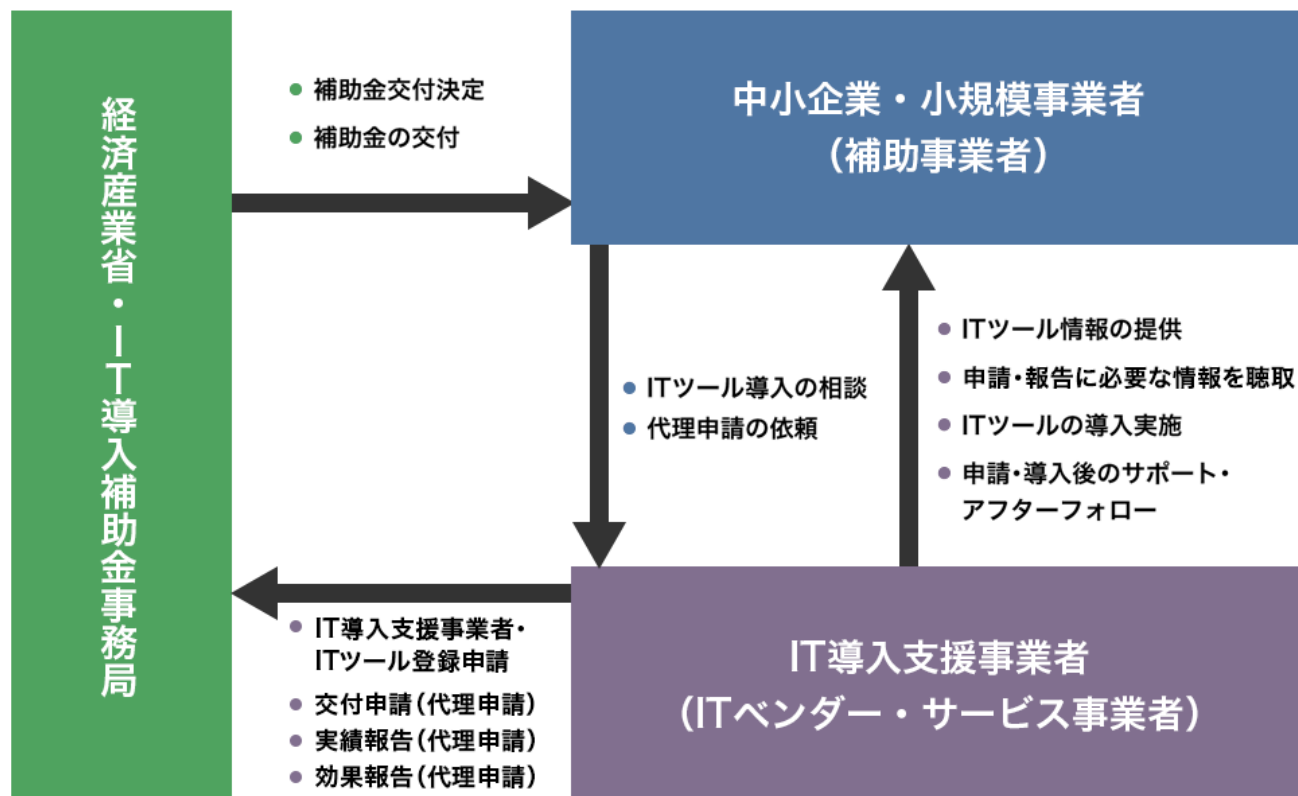 経済産業省・IT導入補助金事務局
● 補助金交付決定
● 補助金の交付
中小企業・小規模事業者
(補助事業者)
● ITツール導入の相談
● 代理申請の依頼
● ITツール情報の提供
● 申請・報告に必要な情報を聴取
● ITツールの導入実施
● 申請・導入後のサポート・
アフターフォロー
● IT導入支援事業者・
ITツール登録申請
● 交付申請(代理申請)
● 実績報告(代理申請)
● 効果報告(代理申請)
IT導入支援事業者
(ITベンダー・サービス事業者)